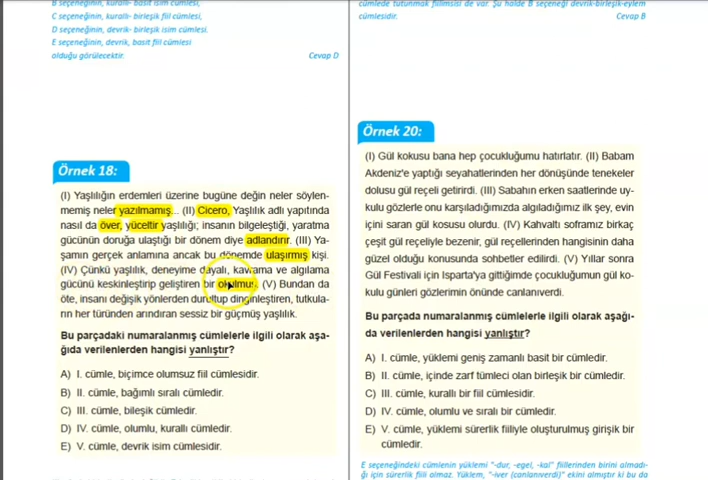 B seçeneğinin, kurallı- basit isim cümlesi,
C seçeneğinin, kurallı- birleşik fiil cümlesi,
D seçeneğinin, devrik- birleşik isim cümlesi.
E seçeneğinin, devrik, basit fiil cümlesi
olduğu görülecektir.
Cevap D
Örnek 18:
(I) Yaşlılığın erdemleri üzerine bugüne değin neler söylen-
memiş neler yazılmamış... (II) Cicero, Yaşlılık adlı yapıtında
nasıl da över, yüceltir yaşlılığı; insanın bilgeleştiği, yaratma
gücünün doruğa ulaştığı bir dönem diye adlandırır. (III) Ya-
şamın gerçek anlamına ancak bu dönemde ulaşırmış kişi.
(IV) Çünkü yaşlılık, deneyime dayalı, kavrama ve algılama
gücünü keskinleştirip geliştiren bir okulmuş. (V) Bundan da
öte, insanı değişik yönlerden durultup dinginleştiren, tutkula-
rın her türünden arındıran sessiz bir güçmüş yaşlılık.
Bu parçadaki numaralanmış cümlelerle ilgili olarak aşa-
ğıda verilenlerden hangisi yanlıştır?
A) I. cümle, biçimce olumsuz fiil cümlesidir.
B) II. cümle, bağımlı sıralı cümledir.
C) III. cümle, bileşik cümledir.
D) IV. cümle, olumlu, kurallı cümledir.
E) V. cümle, devrik isim cümlesidir.
cümlede tutunmak fiilimsisi de var. Şu halde B seçeneği devrik-birleşik-eylem
cümlesidir.
Cevap B
Örnek 20:
(I) Gül kokusu bana hep çocukluğumu hatırlatır. (II) Babam
Akdeniz'e yaptığı seyahatlerinden her dönüşünde tenekeler
dolusu gül reçeli getirirdi. (III) Sabahın erken saatlerinde uy-
kulu gözlerle onu karşıladığımızda algıladığımız ilk şey, evin
içini saran gül kokusu olurdu. (IV) Kahvaltı soframız birkaç
çeşit gül reçeliyle bezenir, gül reçellerinden hangisinin daha
güzel olduğu konusunda sohbetler edilirdi. (V) Yıllar sonra
Gül Festivali için Isparta'ya gittiğimde çocukluğumun gül ko-
kulu günleri gözlerimin önünde canlanıverdi.
Bu parçada numaralanmış cümlelerle ilgili olarak aşağı-
da verilenlerden hangisi yanlıştır?
A) I. cümle, yüklemi geniş zamanlı basit bir cümledir.
B) II. cümle, içinde zarf tümleci olan birleşik bir cümledir.
C) III. cümle, kurallı bir fiil cümlesidir.
D) IV. cümle, olumlu ve sıralı bir cümledir.
E) V. cümle, yüklemi sürerlik fiiliyle oluşturulmuş girişik bir
cümledir.
E seçeneğindeki cümlenin yüklemi "-dur, -egel, -kal" fiillerinden birini almadı-
ğı için sürerlik fiili almaz. Yüklem, "-iver (canlanıverdi)" ekini almıştır ki bu da